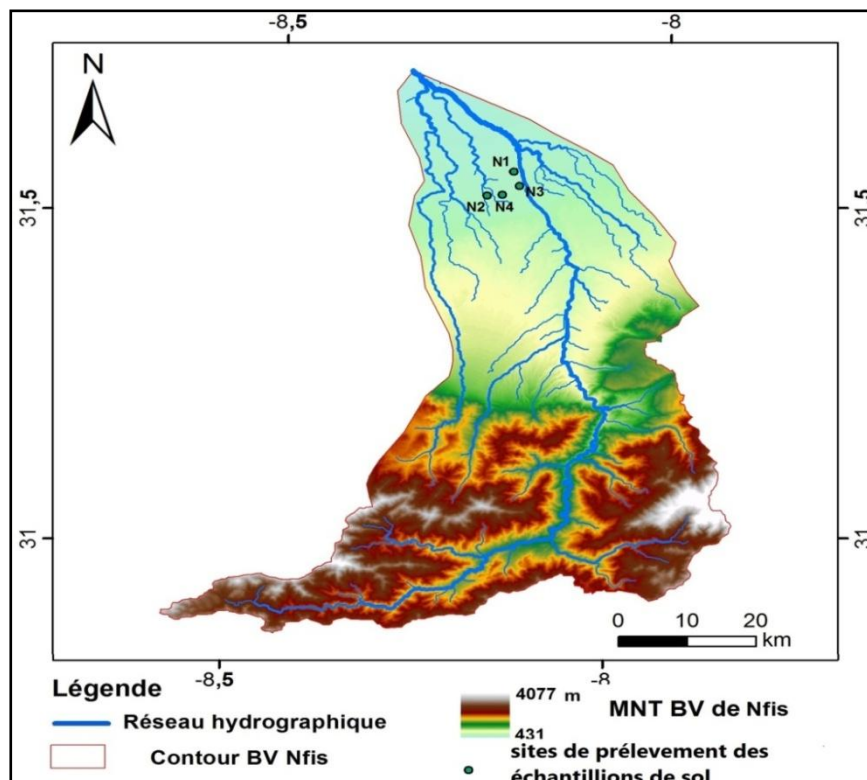 -8,5 -8
N
N1
N3
31,5 31,5
N2 N4
31 31
0 10 20
km
-8,5 -8
Légende
4077 m
Réseau hydrographique
MNT BV de Nfis
431
Contour BV Nfis
sites de prélevement des
échantillions de sol